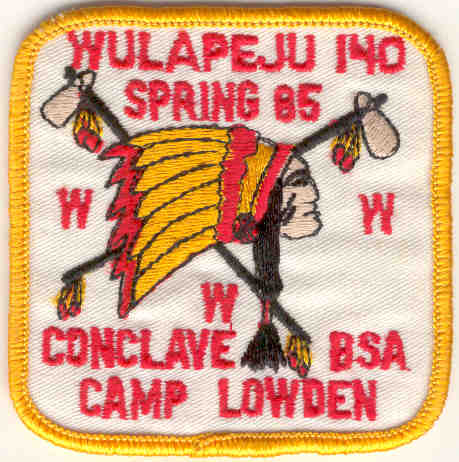 WULAPEJU 140
SPRING 85
W W
W
CONCLAVE BSA
CAMP LOWDEN